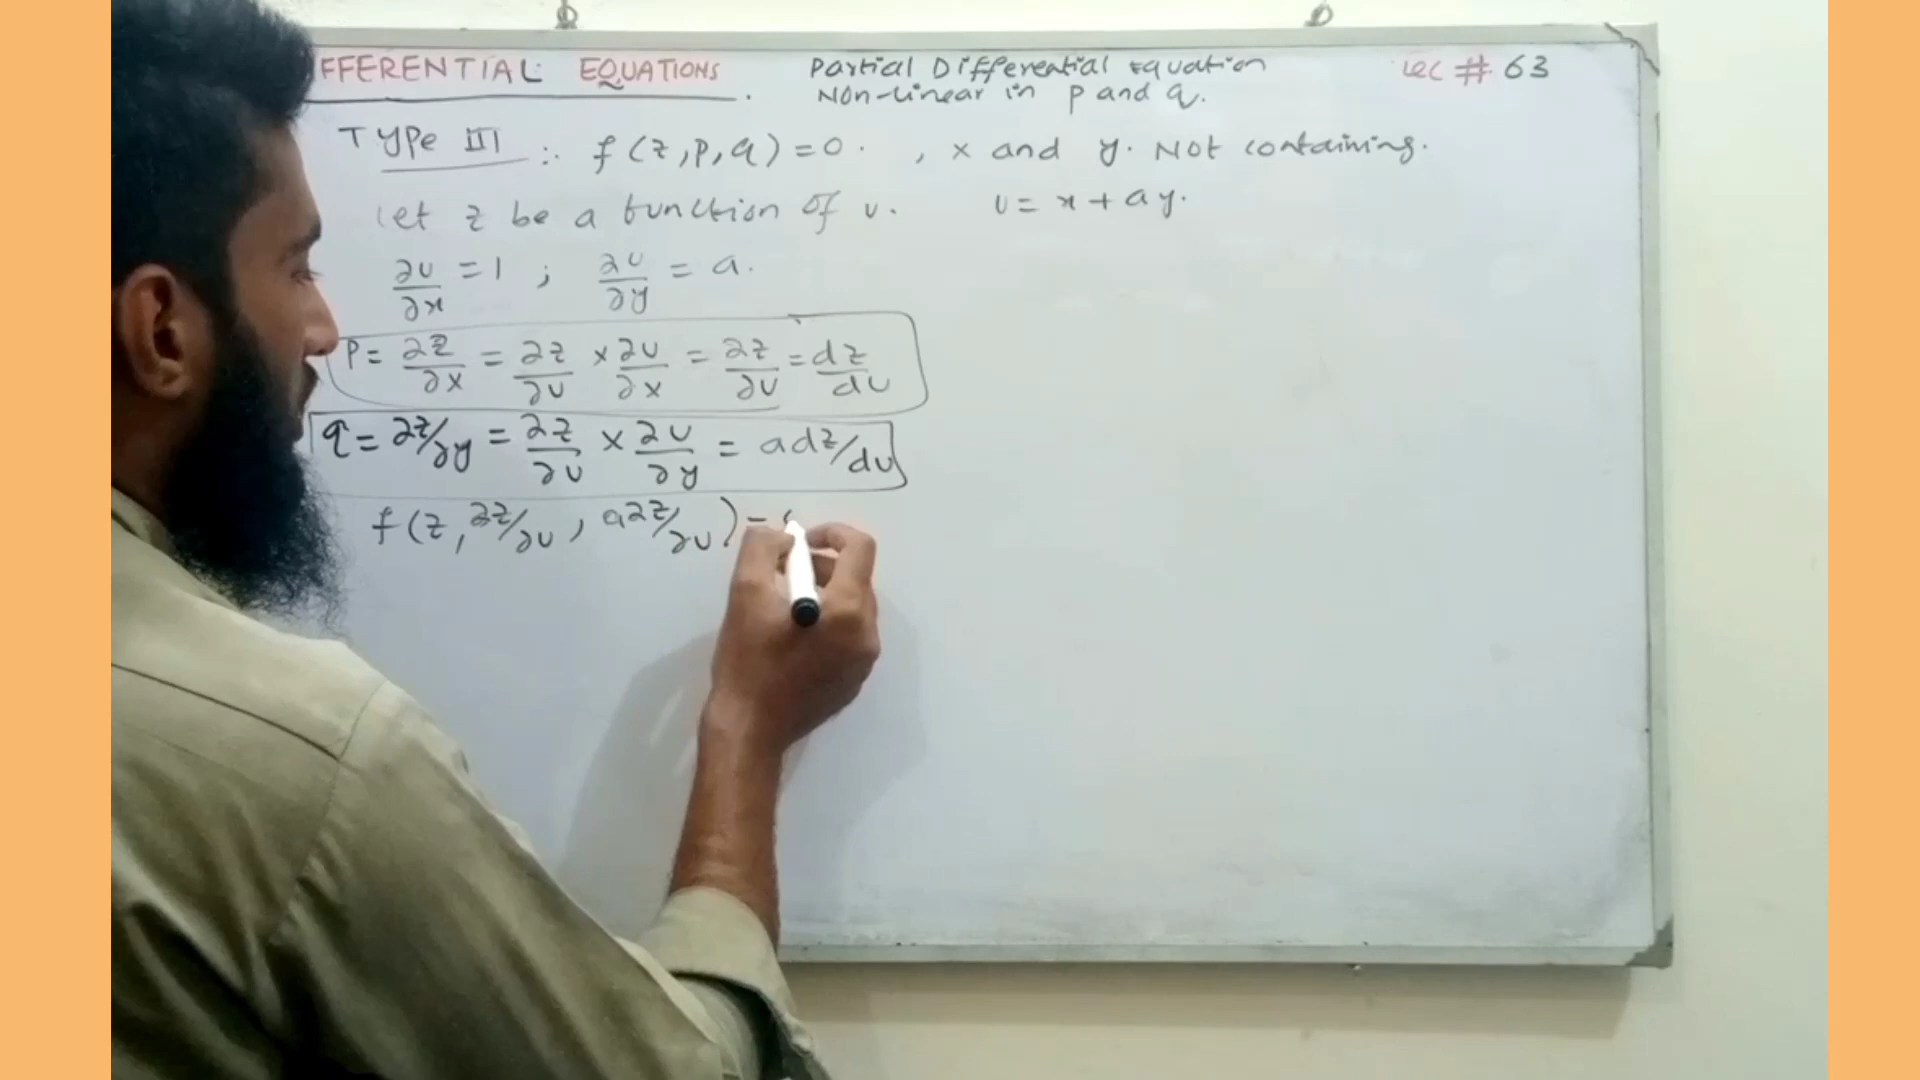 FFERENTIAL EQUATIONS Partial Differential Equation Lec # 63
Non-Linear in p and q.
TYPE III :. f(z, p, q) = 0. , x and y. Not containing.
Let z be a function of u. u = x + ay.
∂u/∂x = 1 ; ∂u/∂y = a.
P = ∂z/∂x = ∂z/∂u × ∂u/∂x = ∂z/∂u = dz/du
q = ∂z/∂y = ∂z/∂u × ∂u/∂y = adz/du
f(z, ∂z/∂u, a∂z/∂u) =